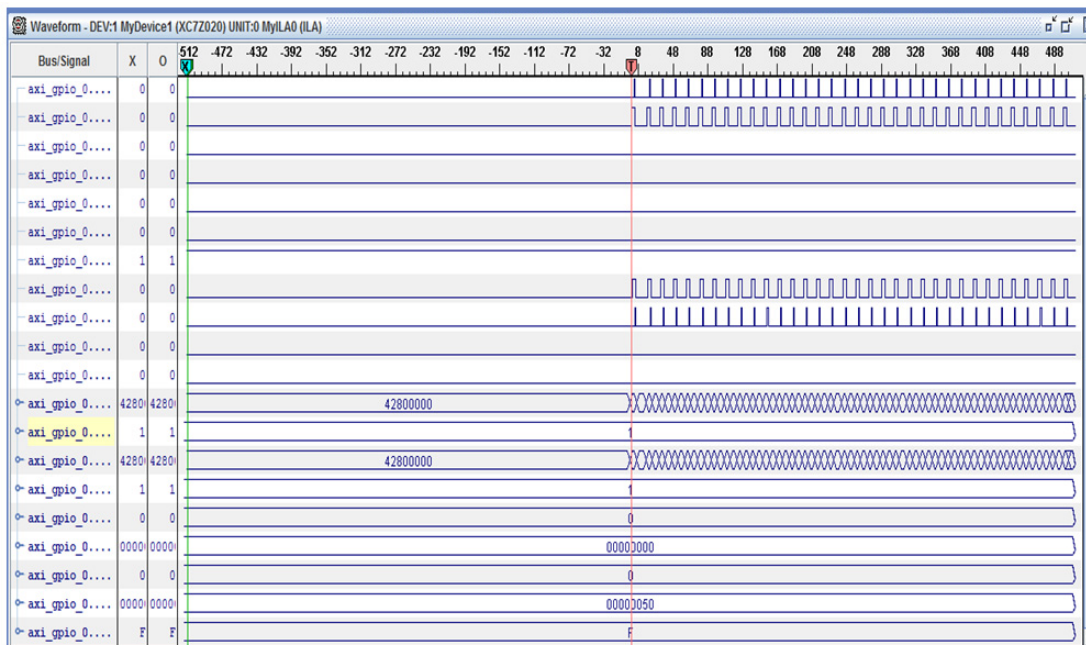 Waveform - DEV:1 MyDevice1 (XC7Z020) UNIT:0 MyILA0 (ILA)
Bus/Signal X O 512 -472 -432 -392 -352 -312 -272 -232 -192 -152 -112 -72 -32 8 48 88 128 168 208 248 288 328 368 408 448 488
X T
axi_gpio_0.... 0 0
axi_gpio_0.... 0 0
axi_gpio_0.... 0 0
axi_gpio_0.... 0 0
axi_gpio_0.... 0 0
axi_gpio_0.... 0 0
axi_gpio_0.... 1 1
axi_gpio_0.... 0 0
axi_gpio_0.... 0 0
axi_gpio_0.... 0 0
axi_gpio_0.... 0 0
axi_gpio_0.... 4280 4280 42800000
axi_gpio_0.... 1 1 1
axi_gpio_0.... 4280 4280 42800000
axi_gpio_0.... 1 1 1
axi_gpio_0.... 0 0 0
axi_gpio_0.... 0000 0000 00000000
axi_gpio_0.... 0 0 0
axi_gpio_0.... 0000 0000 00000050
axi_gpio_0.... F F F